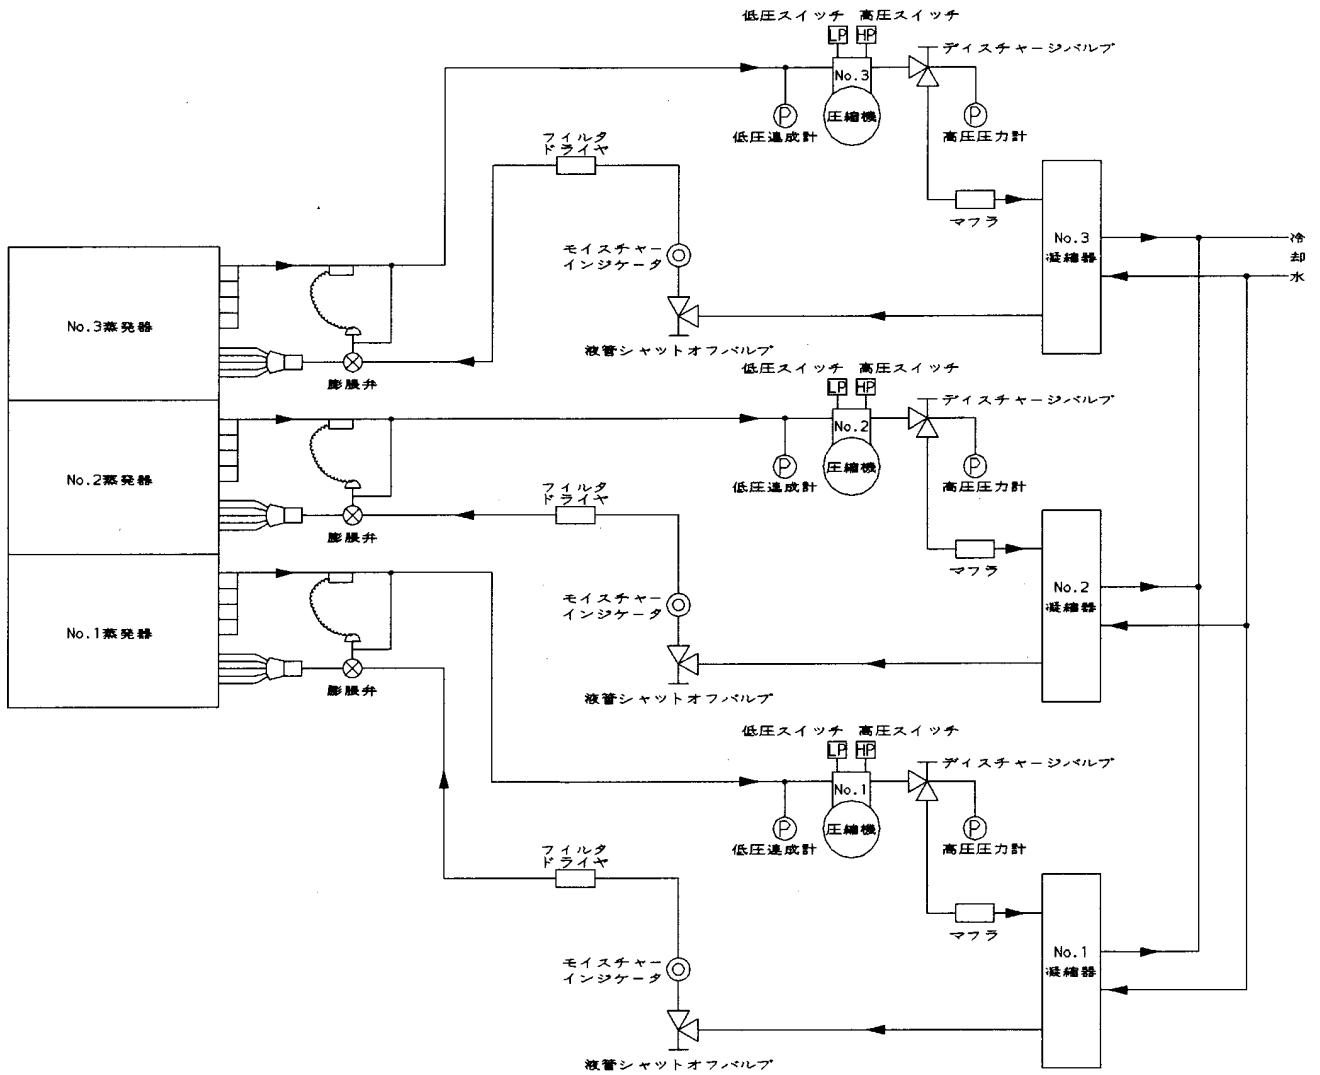 低圧スイッチ 高圧スイッチ
LP HP
ディスチャージバルブ
No.3
圧縮機
P
P
低圧連成計
高圧圧力計
フィルタ
ドライヤ
マフラ
No.3
凝縮器
冷
却
水
モイスチャー
インジケータ
液管シャットオフバルブ
No.3蒸発器
膨脹弁
低圧スイッチ 高圧スイッチ
LP HP
ディスチャージバルブ
No.2
圧縮機
P
P
低圧連成計
高圧圧力計
フィルタ
ドライヤ
マフラ
No.2
凝縮器
モイスチャー
インジケータ
液管シャットオフバルブ
No.2蒸発器
膨脹弁
No.1蒸発器
膨脹弁
低圧スイッチ 高圧スイッチ
LP HP
ディスチャージバルブ
No.1
圧縮機
P
P
低圧連成計
高圧圧力計
フィルタ
ドライヤ
マフラ
No.1
凝縮器
モイスチャー
インジケータ
液管シャットオフバルブ